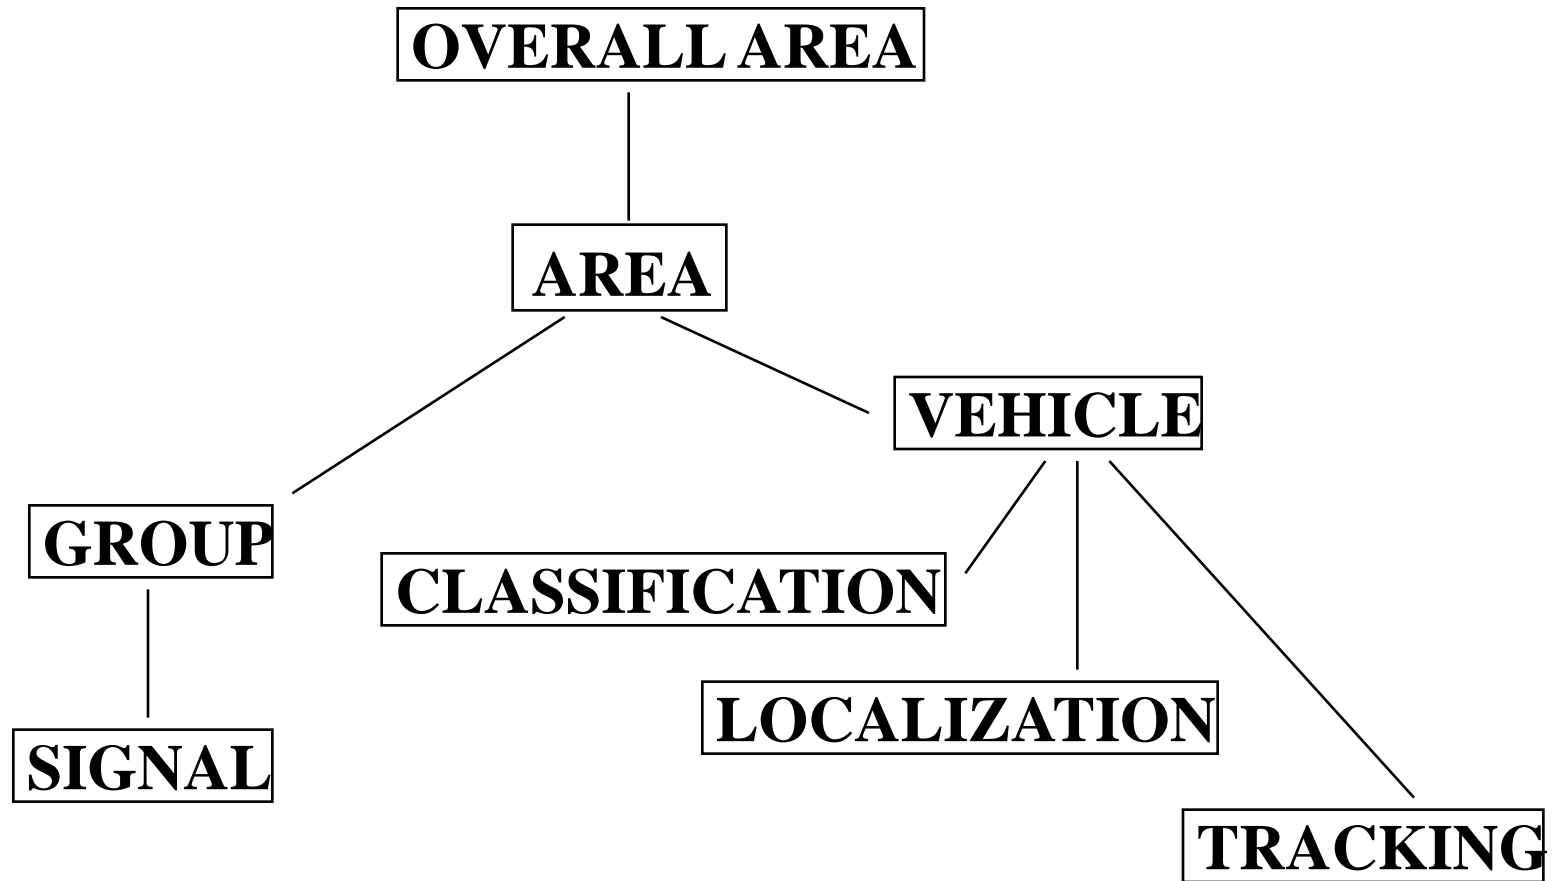 OVERALL AREA
AREA
VEHICLE
GROUP
CLASSIFICATION
LOCALIZATION
SIGNAL
TRACKING